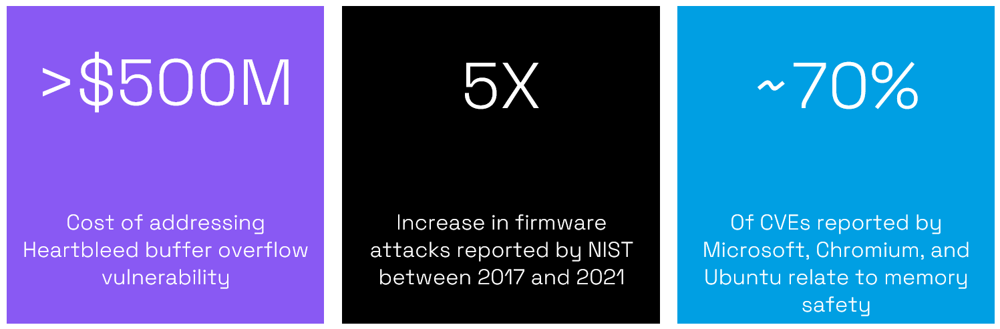 >$500M
Cost of addressing
Heartbleed buffer overflow
vulnerability
5X
Increase in firmware
attacks reported by NIST
between 2017 and 2021
~70%
Of CVEs reported by
Microsoft, Chromium, and
Ubuntu relate to memory
safety